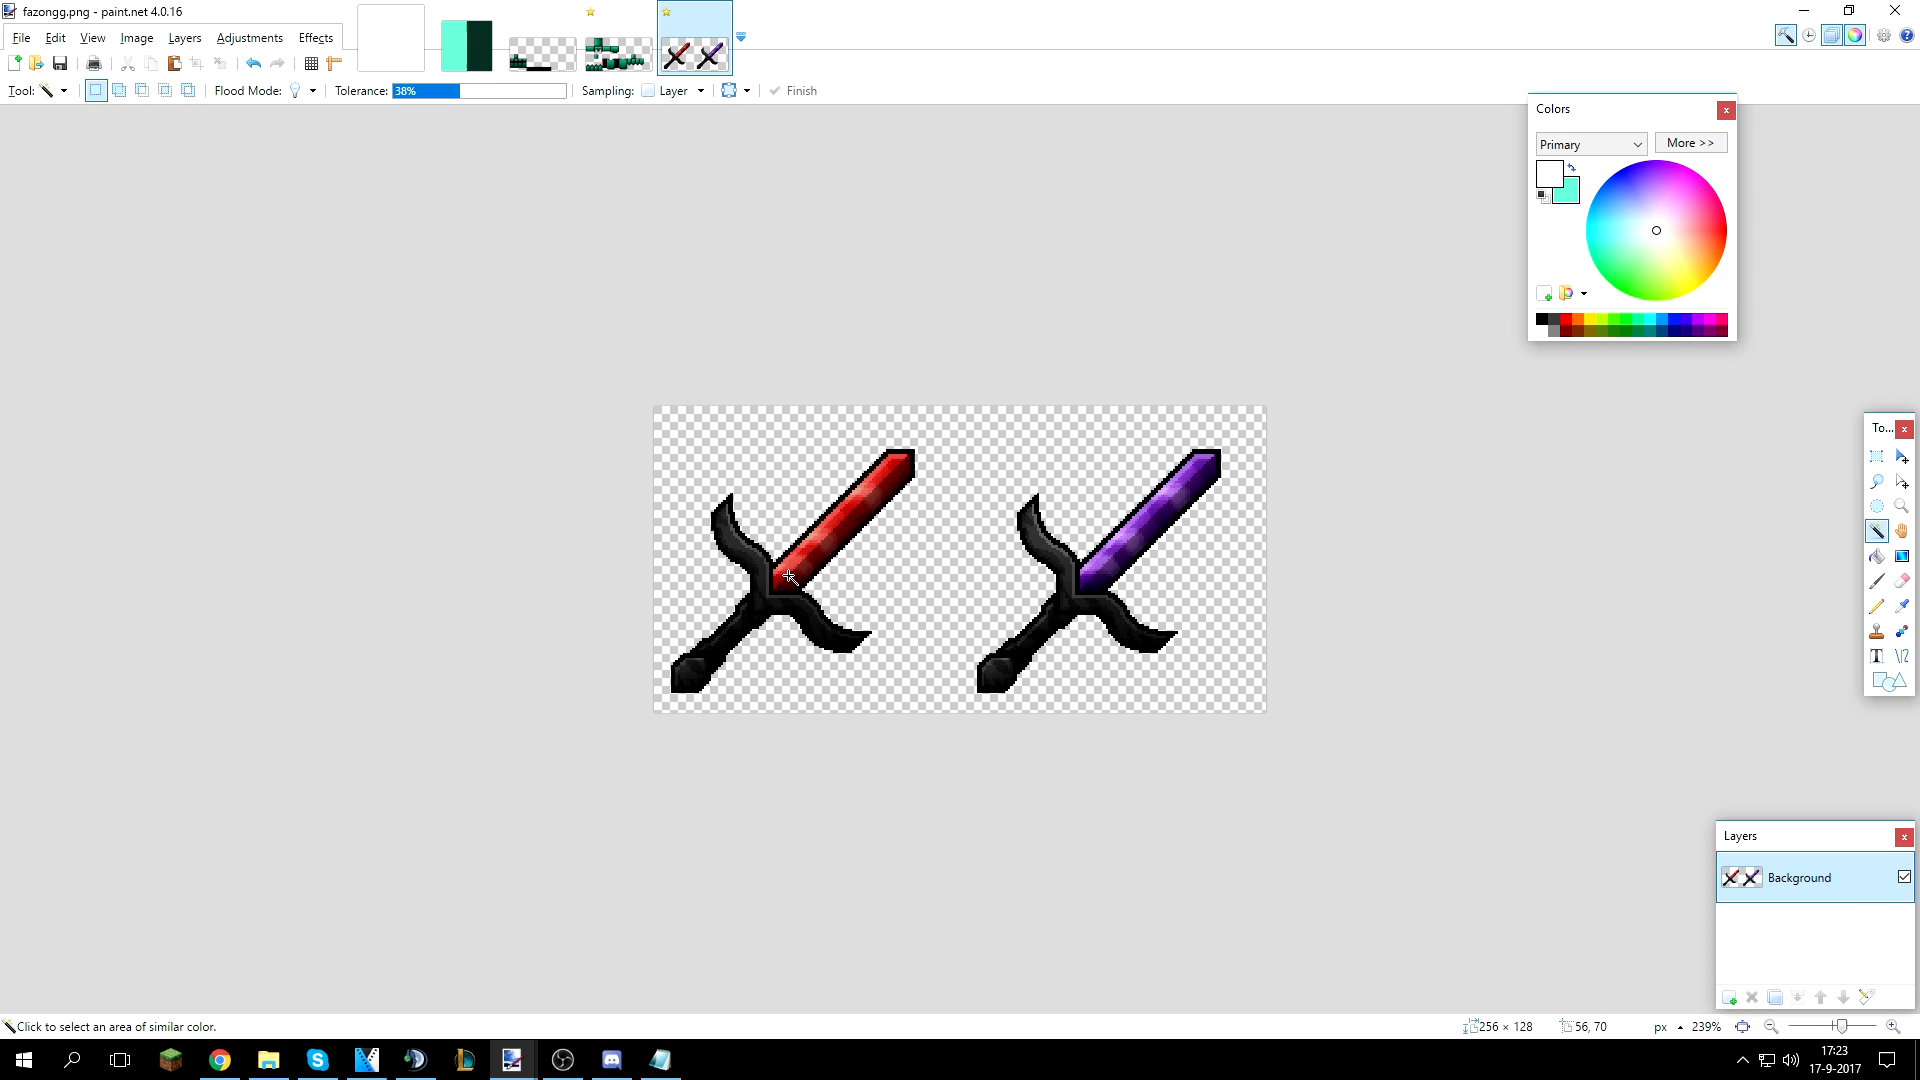 fazongg.png - paint.net 4.0.16
File Edit View Image Layers Adjustments Effects
Tool: Flood Mode: Tolerance: 38% Sampling: Layer Finish
Colors
Primary More >>
To...
Layers
Background
Click to select an area of similar color. 256 × 128 56, 70 px 239%
17:23
17-9-2017